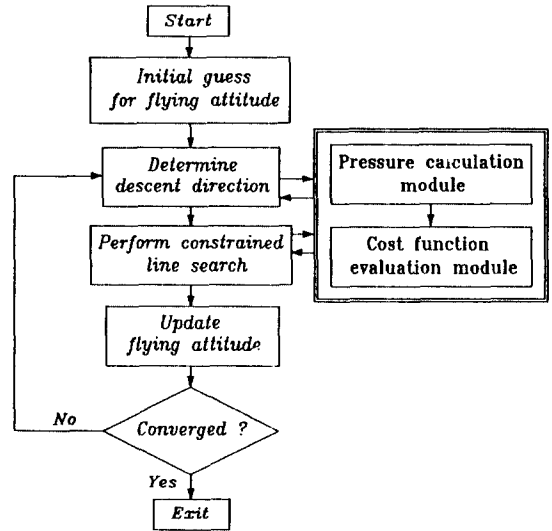 Start
Initial guess
for flying attitude
Determine
descent direction
Pressure calculation
module
Perform constrained
line search
Cost function
evaluation module
Update
flying attitude
No
Converged ?
Yes
Exit